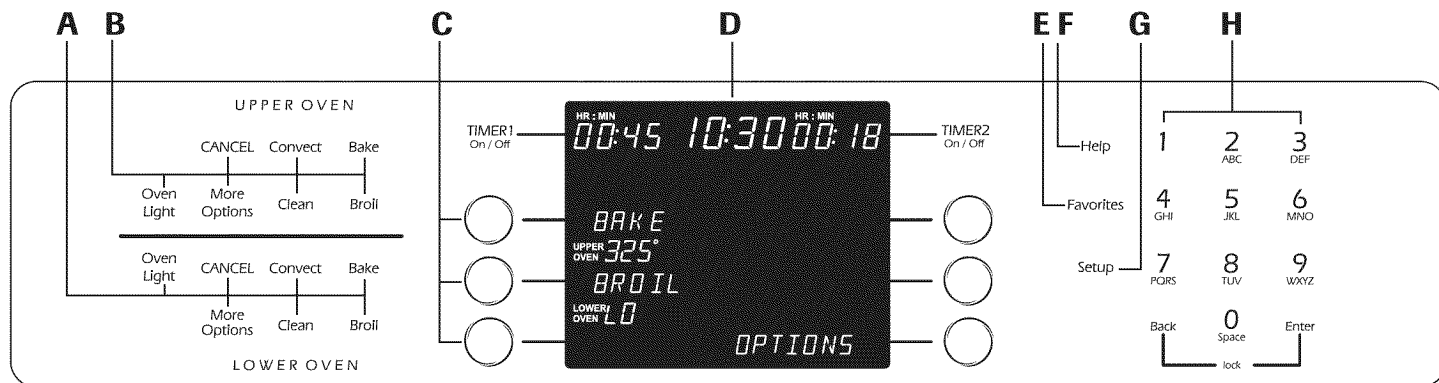 A B C D E F G H
UPPER OVEN
CANCEL Convect Bake
Oven Light More Options Clean Broil
Oven Light CANCEL Convect Bake
More Options Clean Broil
LOWER OVEN
TIMER1
On / Off
HR : MIN HR : MIN
00:45 10:30 00:18
BAKE
UPPER OVEN 325°
BROIL
LOWER OVEN LO
OPTIONS
TIMER2
On / Off
Help
Favorites
Setup
1 2 3
ABC DEF
4 5 6
GHI JKL MNO
7 8 9
PQRS TUV WXYZ
Back 0 Enter
Space
lock